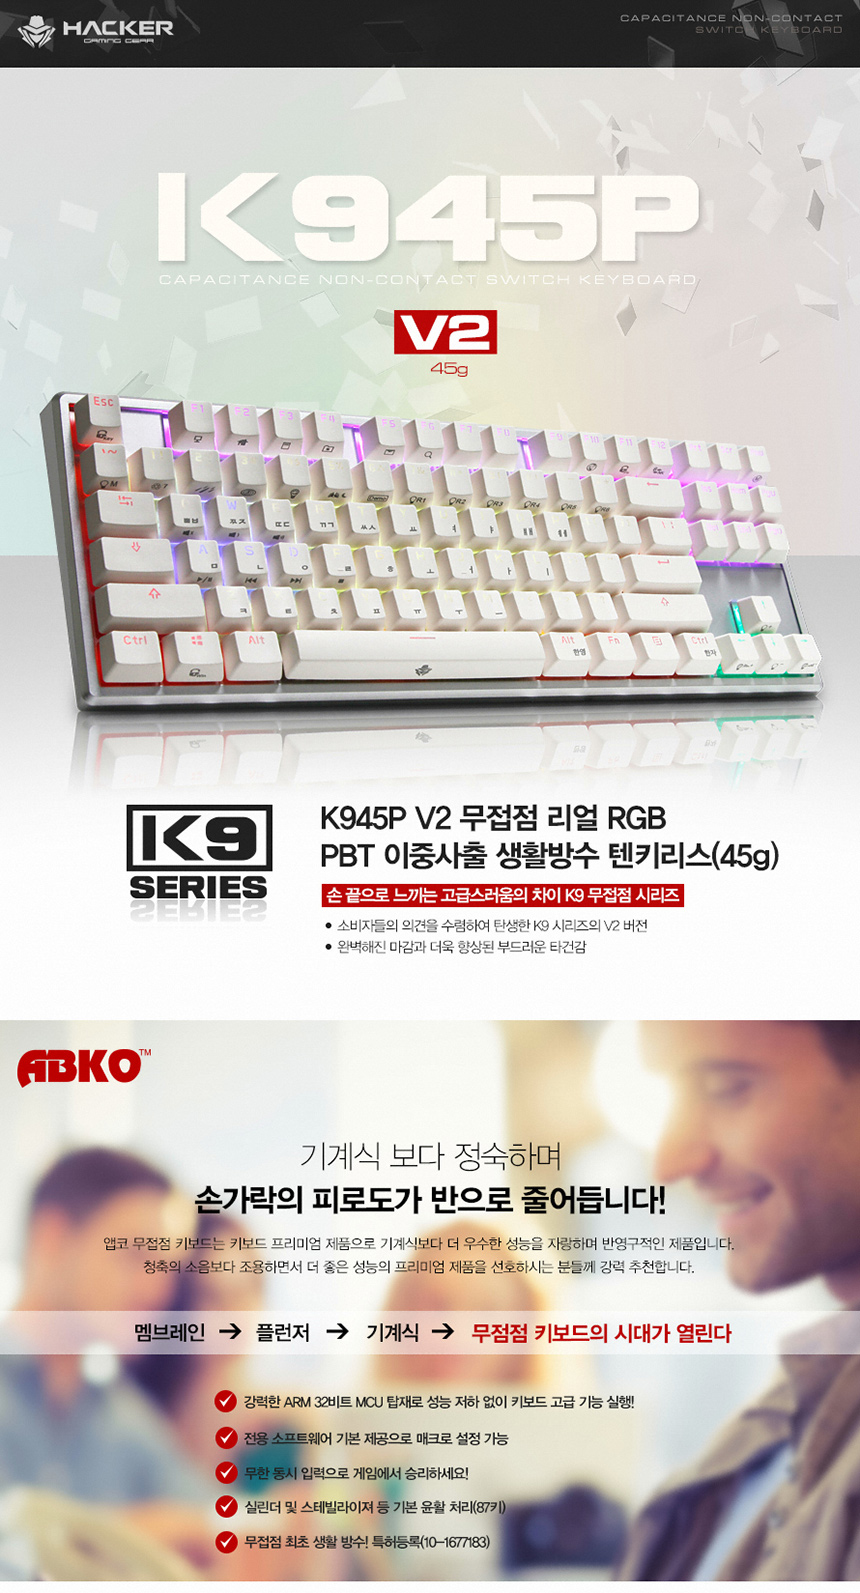 HACKER
GAMING GEAR
CAPACITANCE NON-CONTACT
SWITCH KEYBOARD
K945P
CAPACITANCE NON-CONTACT SWITCH KEYBOARD
V2
45g
Esc
F1 F2 F3
W
A S D
Ctrl Alt
Alt Fn Ctrl
한영 한자
K9
SERIES
K945P V2 무접점 리얼 RGB
PBT 이중사출 생활방수 텐키리스(45g)
손 끝으로 느끼는 고급스러움의 차이 K9 무접점 시리즈
• 소비자들의 의견을 수렴하여 탄생한 K9 시리즈의 V2 버전
• 완벽해진 마감과 더욱 향상된 부드러운 타건감
ABKO™
기계식 보다 정숙하며
손가락의 피로도가 반으로 줄어듭니다!
앱코 무접점 키보드는 키보드 프리미엄 제품으로 기계식보다 더 우수한 성능을 자랑하며 반영구적인 제품입니다.
청축의 소음보다 조용하면서 더 좋은 성능의 프리미엄 제품을 선호하시는 분들께 강력 추천합니다.
멤브레인 → 플런저 → 기계식 → 무점점 키보드의 시대가 열린다
강력한 ARM 32비트 MCU 탑재로 성능 저하 없이 키보드 고급 기능 실행!
전용 소프트웨어 기본 제공으로 매크로 설정 가능
무한 동시 입력으로 게임에서 승리하세요!
실린더 및 스테빌라이져 등 기본 윤활 처리(87키)
무접점 최초 생활 방수! 특허등록(10-1677183)